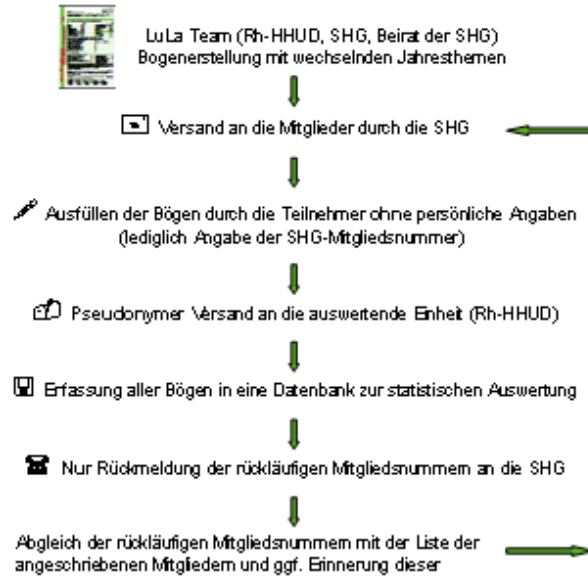 LuLa Team (Rh-HHUD, SHG, Beirat der SHG)
Bogenerstellung mit wechselnden Jahresthemen
Versand an die Mitglieder durch die SHG
Ausfüllen der Bögen durch die Teilnehmer ohne persönliche Angaben
(lediglich Angabe der SHG-Mitgliedsnummer)
Pseudonymer Versand an die auswertende Einheit (Rh-HHUD)
Erfassung aller Bögen in eine Datenbank zur statistischen Auswertung
Nur Rückmeldung der rückläufigen Mitgliedsnummern an die SHG
Abgleich der rückläufigen Mitgliedsnummern mit der Liste der
angeschriebenen Mitgliedern und ggf. Erinnerung dieser